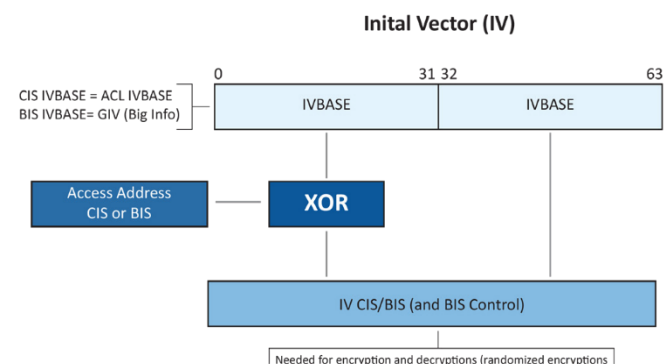 Inital Vector (IV)
0 31 32 63
CIS IVBASE = ACL IVBASE
BIS IVBASE= GIV (Big Info)
IVBASE IVBASE
Access Address
CIS or BIS
XOR
IV CIS/BIS (and BIS Control)
Needed for encryption and decryptions (randomized encryptions